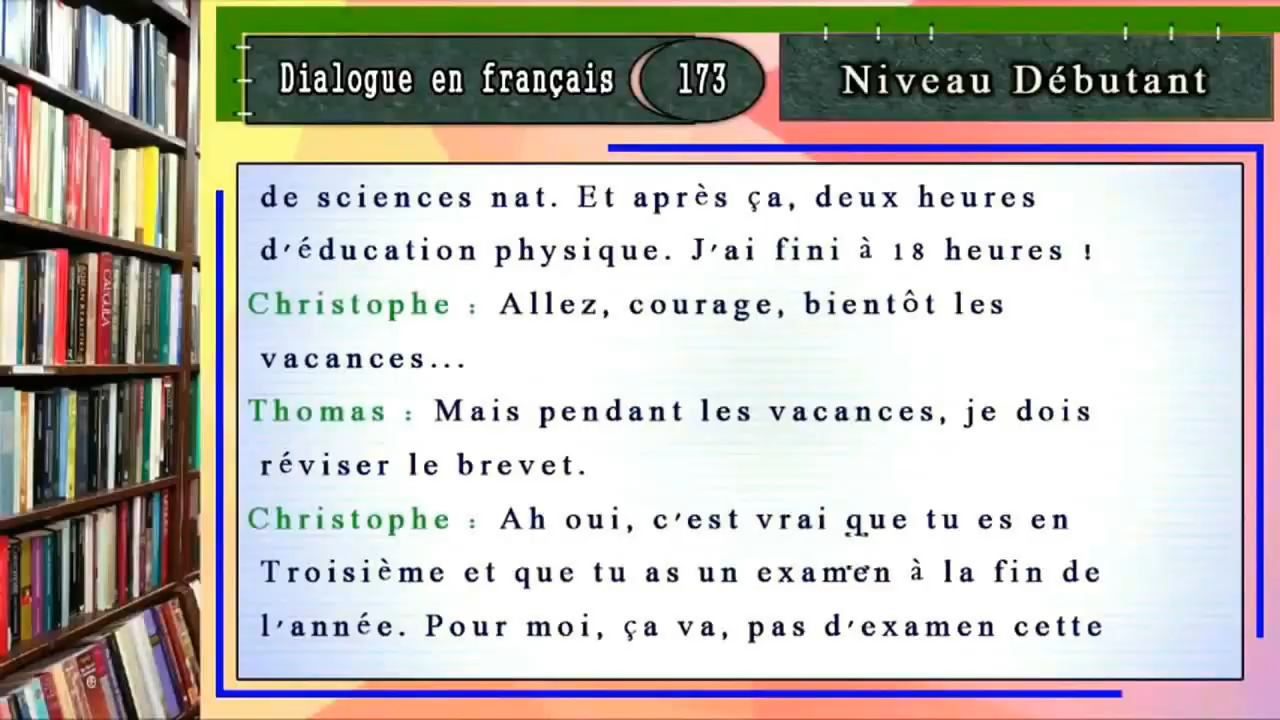 Dialogue en français 173
Niveau Débutant
de sciences nat. Et après ça, deux heures
d'éducation physique. J'ai fini à 18 heures !
Christophe : Allez, courage, bientôt les
vacances...
Thomas : Mais pendant les vacances, je dois
réviser le brevet.
Christophe : Ah oui, c'est vrai que tu es en
Troisième et que tu as un examen à la fin de
l'année. Pour moi, ça va, pas d'examen cette
CALIGULA